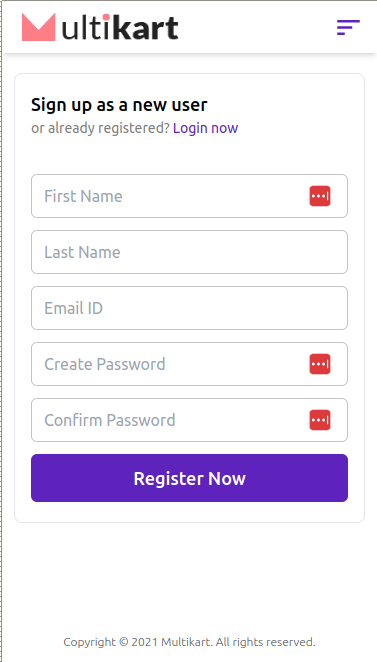 Multikart
Sign up as a new user
or already registered? Login now
First Name
Last Name
Email ID
Create Password
Confirm Password
Register Now
Copyright © 2021 Multikart. All rights reserved.